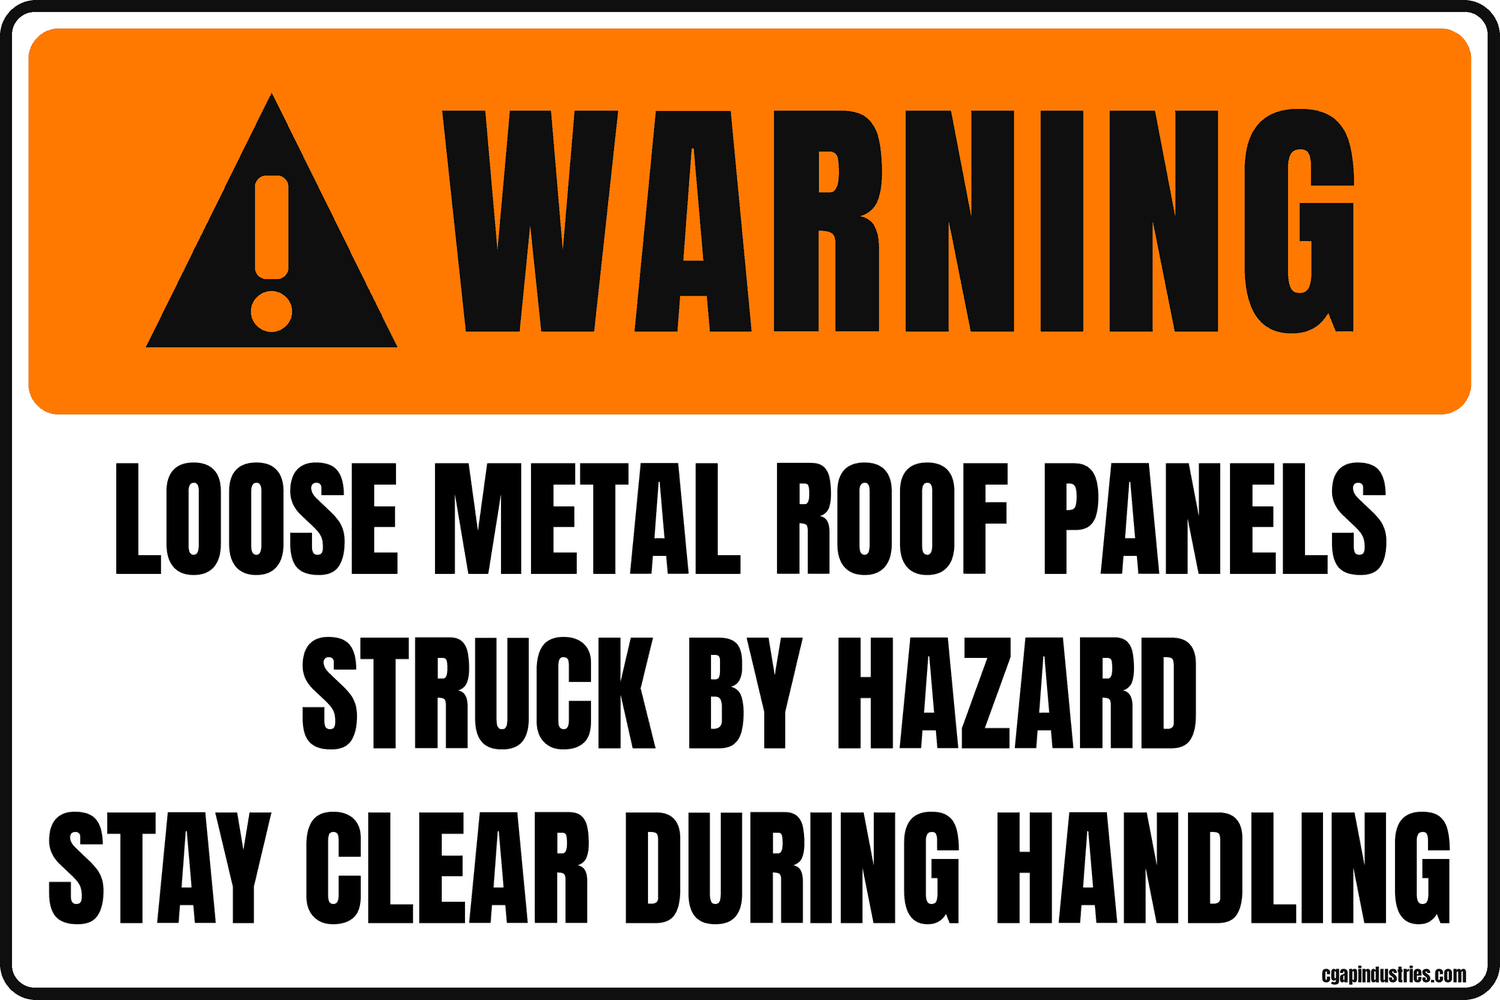 WARNING
LOOSE METAL ROOF PANELS
STRUCK BY HAZARD
STAY CLEAR DURING HANDLING
cgapindustries.com